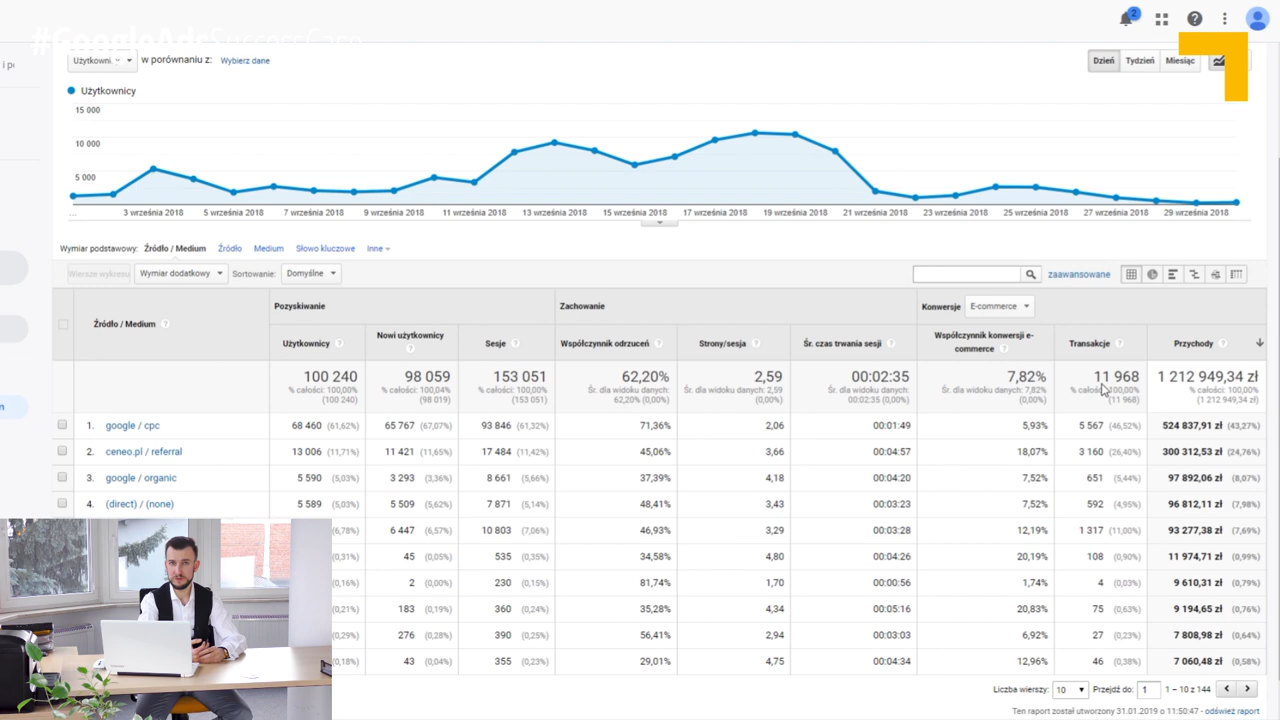 2
#GoogleAdsSuccessCase
i po
Użytkowni... w porównaniu z: Wybierz dane
Dzień Tydzień Miesiąc
Użytkownicy
15 000
10 000
5 000
... 3 września 2018 5 września 2018 7 września 2018 9 września 2018 11 września 2018 13 września 2018 15 września 2018 17 września 2018 19 września 2018 21 września 2018 23 września 2018 25 września 2018 27 września 2018 29 września 2018
Wymiar podstawowy: Źródło / Medium Źródło Medium Słowo kluczowe Inne
Wiersze wykresu Wymiar dodatkowy Sortowanie: Domyślne zaawansowane
Pozyskiwanie Zachowanie Konwersje E-commerce
Źródło / Medium ? Użytkownicy ? Nowi użytkownicy ? Sesje ? Współczynnik odrzuceń ? Strony/sesja ? Śr. czas trwania sesji ? Współczynnik konwersji e-commerce ? Transakcje ? Przychody ?
100 240 98 059 153 051 62,20% 2,59 00:02:35 7,82% 11 968 1 212 949,34 zł
% całości: 100,00% % całości: 100,04% % całości: 100,00% Śr. dla widoku danych: Śr. dla widoku danych: 2,59 Śr. dla widoku danych: Śr. dla widoku danych: 7,82% % całości: 100,00% % całości: 100,00%
(100 240) (98 019) (153 051) 62,20% (0,00%) (0,00%) 00:02:35 (0,00%) (0,00%) (11 968) (1 212 949,34 zł)
1. google / cpc 68 460 (61,62%) 65 767 (67,07%) 93 846 (61,32%) 71,36% 2,06 00:01:49 5,93% 5 567 (46,52%) 524 837,91 zł (43,27%)
2. ceneo.pl / referral 13 006 (11,71%) 11 421 (11,65%) 17 484 (11,42%) 45,06% 3,66 00:04:57 18,07% 3 160 (26,40%) 300 312,53 zł (24,76%)
3. google / organic 5 590 (5,03%) 3 293 (3,36%) 8 661 (5,66%) 37,39% 4,18 00:04:20 7,52% 651 (5,44%) 97 892,06 zł (8,07%)
4. (direct) / (none) 5 589 (5,03%) 5 509 (5,62%) 7 871 (5,14%) 48,41% 3,43 00:03:23 7,52% 592 (4,95%) 96 812,11 zł (7,98%)
(6,78%) 6 447 (6,57%) 10 803 (7,06%) 46,93% 3,29 00:03:28 12,19% 1 317 (11,00%) 93 277,38 zł (7,69%)
(0,31%) 45 (0,05%) 535 (0,35%) 34,58% 4,80 00:04:26 20,19% 108 (0,90%) 11 974,71 zł (0,99%)
(0,16%) 2 (0,00%) 230 (0,15%) 81,74% 1,70 00:00:56 1,74% 4 (0,03%) 9 610,31 zł (0,79%)
(0,21%) 183 (0,19%) 360 (0,24%) 35,28% 4,34 00:05:16 20,83% 75 (0,63%) 9 194,65 zł (0,76%)
(0,29%) 276 (0,28%) 390 (0,25%) 56,41% 2,94 00:03:03 6,92% 27 (0,23%) 7 808,98 zł (0,64%)
(0,18%) 43 (0,04%) 355 (0,23%) 29,01% 4,75 00:04:34 12,96% 46 (0,38%) 7 060,48 zł (0,58%)
Liczba wierszy: 10 Przejdź do: 1 1 – 10 z 144
Ten raport został utworzony 31.01.2019 o 11:50:47 - odśwież raport